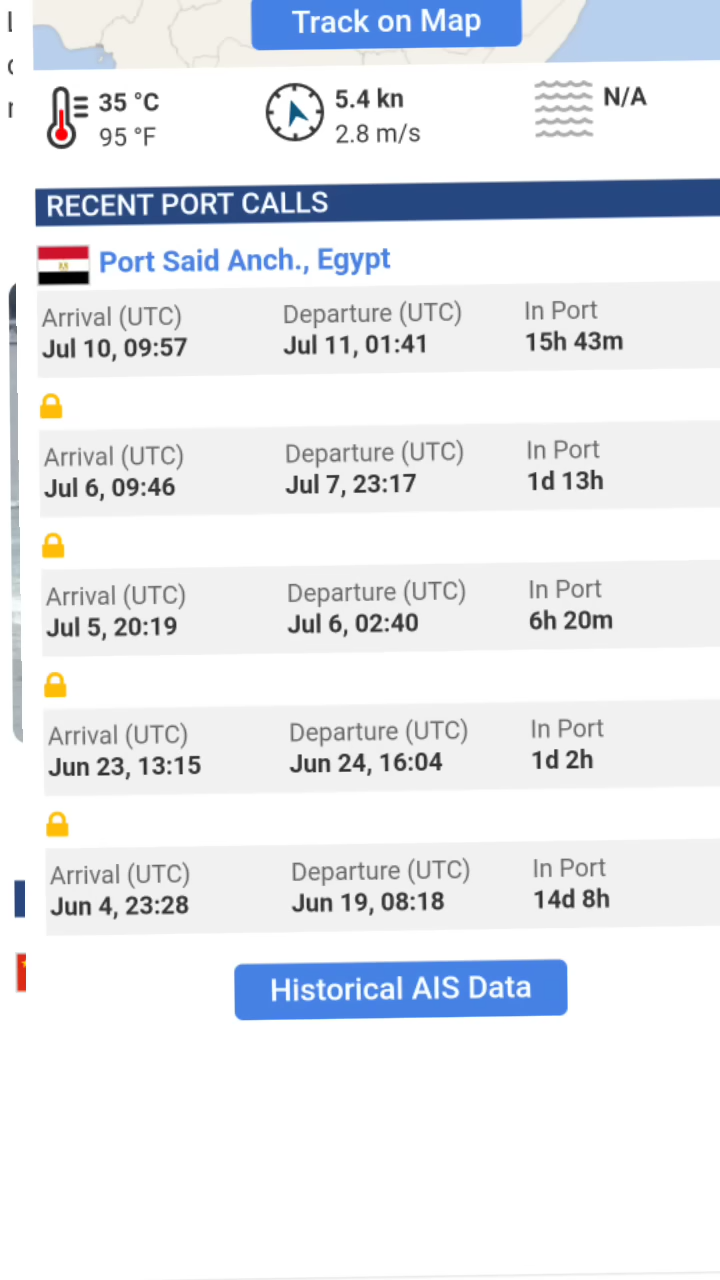 Track on Map
35 °C
95 °F
5.4 kn
2.8 m/s
N/A
RECENT PORT CALLS
Port Said Anch., Egypt
Arrival (UTC) Departure (UTC) In Port
Jul 10, 09:57 Jul 11, 01:41 15h 43m
Arrival (UTC) Departure (UTC) In Port
Jul 6, 09:46 Jul 7, 23:17 1d 13h
Arrival (UTC) Departure (UTC) In Port
Jul 5, 20:19 Jul 6, 02:40 6h 20m
Arrival (UTC) Departure (UTC) In Port
Jun 23, 13:15 Jun 24, 16:04 1d 2h
Arrival (UTC) Departure (UTC) In Port
Jun 4, 23:28 Jun 19, 08:18 14d 8h
Historical AIS Data